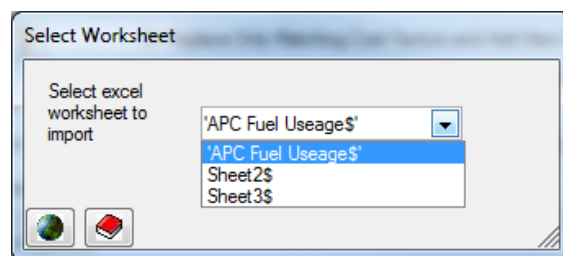 Select Worksheet
Select excel
worksheet to
import
'APC Fuel Useage$'
'APC Fuel Useage$'
Sheet2$
Sheet3$